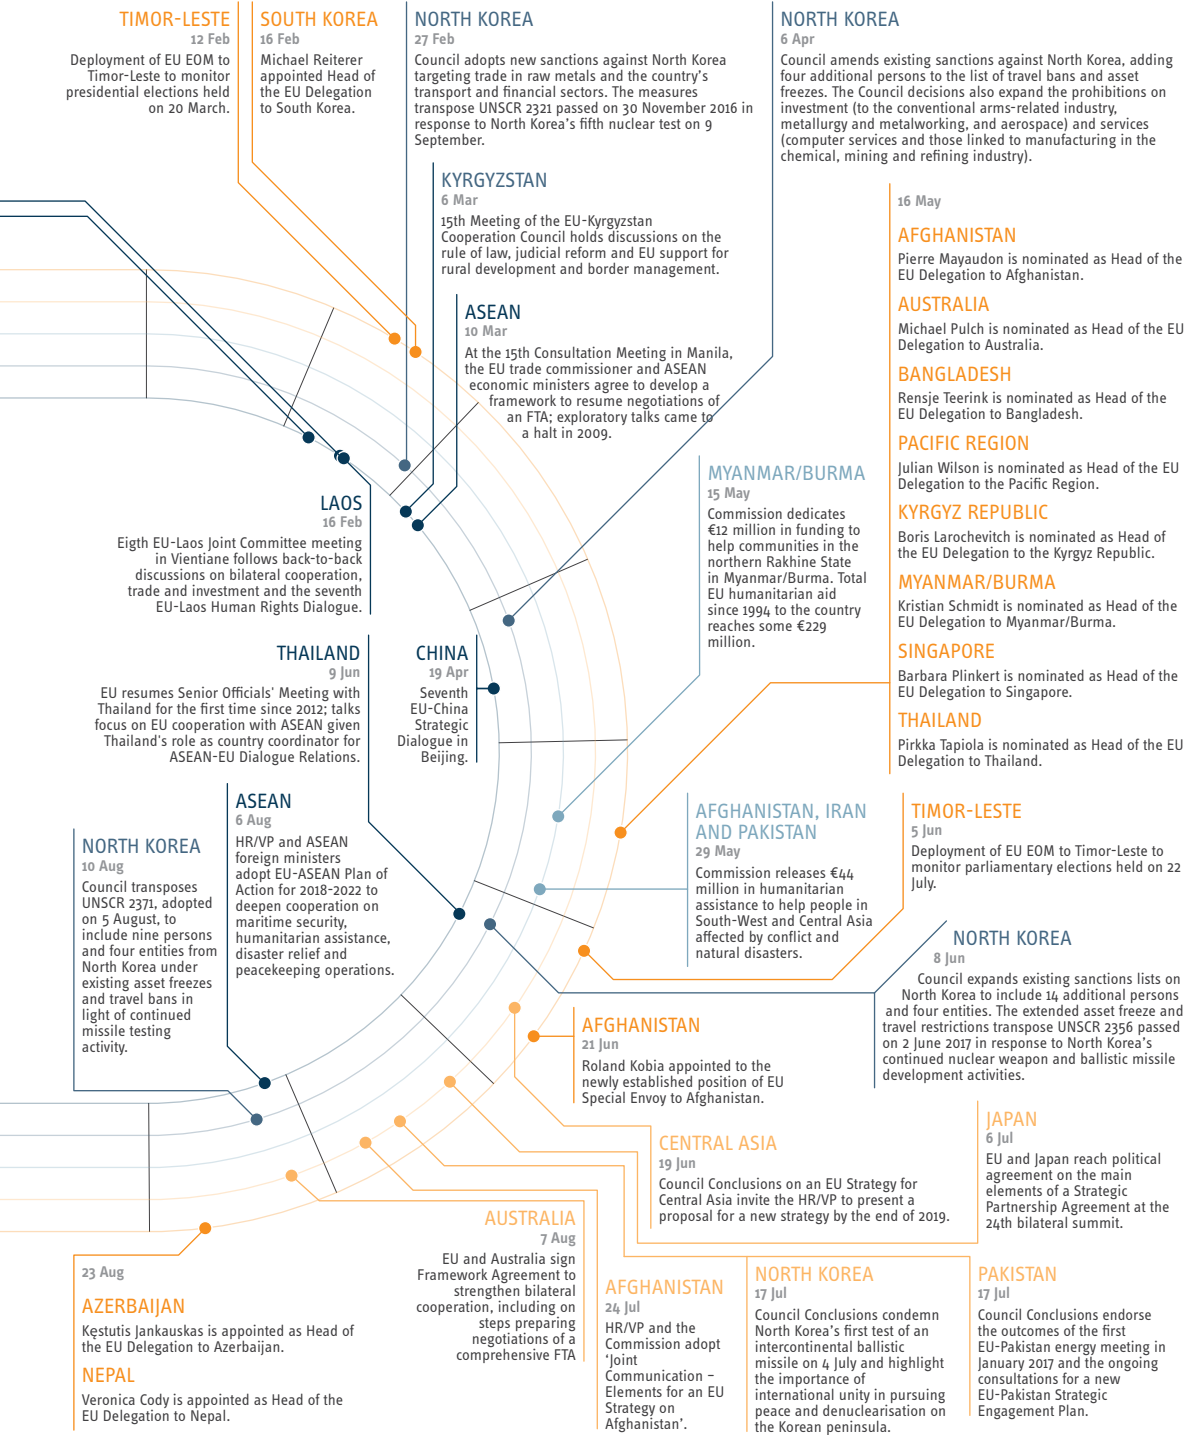 TIMOR-LESTE
12 Feb
Deployment of EU EOM to
Timor-Leste to monitor
presidential elections held
on 20 March.
SOUTH KOREA
16 Feb
Michael Reiterer
appointed Head of
the EU Delegation
to South Korea.
NORTH KOREA
27 Feb
Council adopts new sanctions against North Korea
targeting trade in raw metals and the country's
transport and financial sectors. The measures
transpose UNSCR 2321 passed on 30 November 2016 in
response to North Korea's fifth nuclear test on 9
September.
NORTH KOREA
6 Apr
Council amends existing sanctions against North Korea, adding
four additional persons to the list of travel bans and asset
freezes. The Council decisions also expand the prohibitions on
investment (to the conventional arms-related industry,
metallurgy and metalworking, and aerospace) and services
(computer services and those linked to manufacturing in the
chemical, mining and refining industry).
KYRGYZSTAN
6 Mar
15th Meeting of the EU-Kyrgyzstan
Cooperation Council holds discussions on the
rule of law, judicial reform and EU support for
rural development and border management.
ASEAN
10 Mar
At the 15th Consultation Meeting in Manila,
the EU trade commissioner and ASEAN
economic ministers agree to develop a
framework to resume negotiations of
an FTA; exploratory talks came to
a halt in 2009.
16 May
AFGHANISTAN
Pierre Mayaudon is nominated as Head of the
EU Delegation to Afghanistan.
AUSTRALIA
Michael Pulch is nominated as Head of the EU
Delegation to Australia.
BANGLADESH
Rensje Teerink is nominated as Head of the
EU Delegation to Bangladesh.
PACIFIC REGION
Julian Wilson is nominated as Head of the EU
Delegation to the Pacific Region.
KYRGYZ REPUBLIC
Boris Larochevitch is nominated as Head of
the EU Delegation to the Kyrgyz Republic.
MYANMAR/BURMA
Kristian Schmidt is nominated as Head of the
EU Delegation to Myanmar/Burma.
SINGAPORE
Barbara Plinkert is nominated as Head of the
EU Delegation to Singapore.
THAILAND
Pirkka Tapiola is nominated as Head of the EU
Delegation to Thailand.
MYANMAR/BURMA
15 May
Commission dedicates
€12 million in funding to
help communities in the
northern Rakhine State
in Myanmar/Burma. Total
EU humanitarian aid
since 1994 to the country
reaches some €229
million.
LAOS
16 Feb
Eigth EU-Laos Joint Committee meeting
in Vientiane follows back-to-back
discussions on bilateral cooperation,
trade and investment and the seventh
EU-Laos Human Rights Dialogue.
THAILAND
9 Jun
EU resumes Senior Officials' Meeting with
Thailand for the first time since 2012; talks
focus on EU cooperation with ASEAN given
Thailand's role as country coordinator for
ASEAN-EU Dialogue Relations.
CHINA
19 Apr
Seventh
EU-China
Strategic
Dialogue in
Beijing.
ASEAN
6 Aug
HR/VP and ASEAN
foreign ministers
adopt EU-ASEAN Plan of
Action for 2018-2022 to
deepen cooperation on
maritime security,
humanitarian assistance,
disaster relief and
peacekeeping operations.
NORTH KOREA
10 Aug
Council transposes
UNSCR 2371, adopted
on 5 August, to
include nine persons
and four entities from
North Korea under
existing asset freezes
and travel bans in
light of continued
missile testing
activity.
AFGHANISTAN, IRAN
AND PAKISTAN
29 May
Commission releases €44
million in humanitarian
assistance to help people in
South-West and Central Asia
affected by conflict and
natural disasters.
TIMOR-LESTE
5 Jun
Deployment of EU EOM to Timor-Leste to
monitor parliamentary elections held on 22
July.
NORTH KOREA
8 Jun
Council expands existing sanctions lists on
North Korea to include 14 additional persons
and four entities. The extended asset freeze and
travel restrictions transpose UNSCR 2356 passed
on 2 June 2017 in response to North Korea's
continued nuclear weapon and ballistic missile
development activities.
AFGHANISTAN
21 Jun
Roland Kobia appointed to the
newly established position of EU
Special Envoy to Afghanistan.
CENTRAL ASIA
19 Jun
Council Conclusions on an EU Strategy for
Central Asia invite the HR/VP to present a
proposal for a new strategy by the end of 2019.
JAPAN
6 Jul
EU and Japan reach political
agreement on the main
elements of a Strategic
Partnership Agreement at the
24th bilateral summit.
AUSTRALIA
7 Aug
EU and Australia sign
Framework Agreement to
strengthen bilateral
cooperation, including on
steps preparing
negotiations of a
comprehensive FTA
AFGHANISTAN
24 Jul
HR/VP and the
Commission adopt
'Joint
Communication –
Elements for an EU
Strategy on
Afghanistan'.
NORTH KOREA
17 Jul
Council Conclusions condemn
North Korea's first test of an
intercontinental ballistic
missile on 4 July and highlight
the importance of
international unity in pursuing
peace and denuclearisation on
the Korean peninsula.
PAKISTAN
17 Jul
Council Conclusions endorse
the outcomes of the first
EU-Pakistan energy meeting in
January 2017 and the ongoing
consultations for a new
EU-Pakistan Strategic
Engagement Plan.
23 Aug
AZERBAIJAN
Kęstutis Jankauskas is appointed as Head of
the EU Delegation to Azerbaijan.
NEPAL
Veronica Cody is appointed as Head of the
EU Delegation to Nepal.